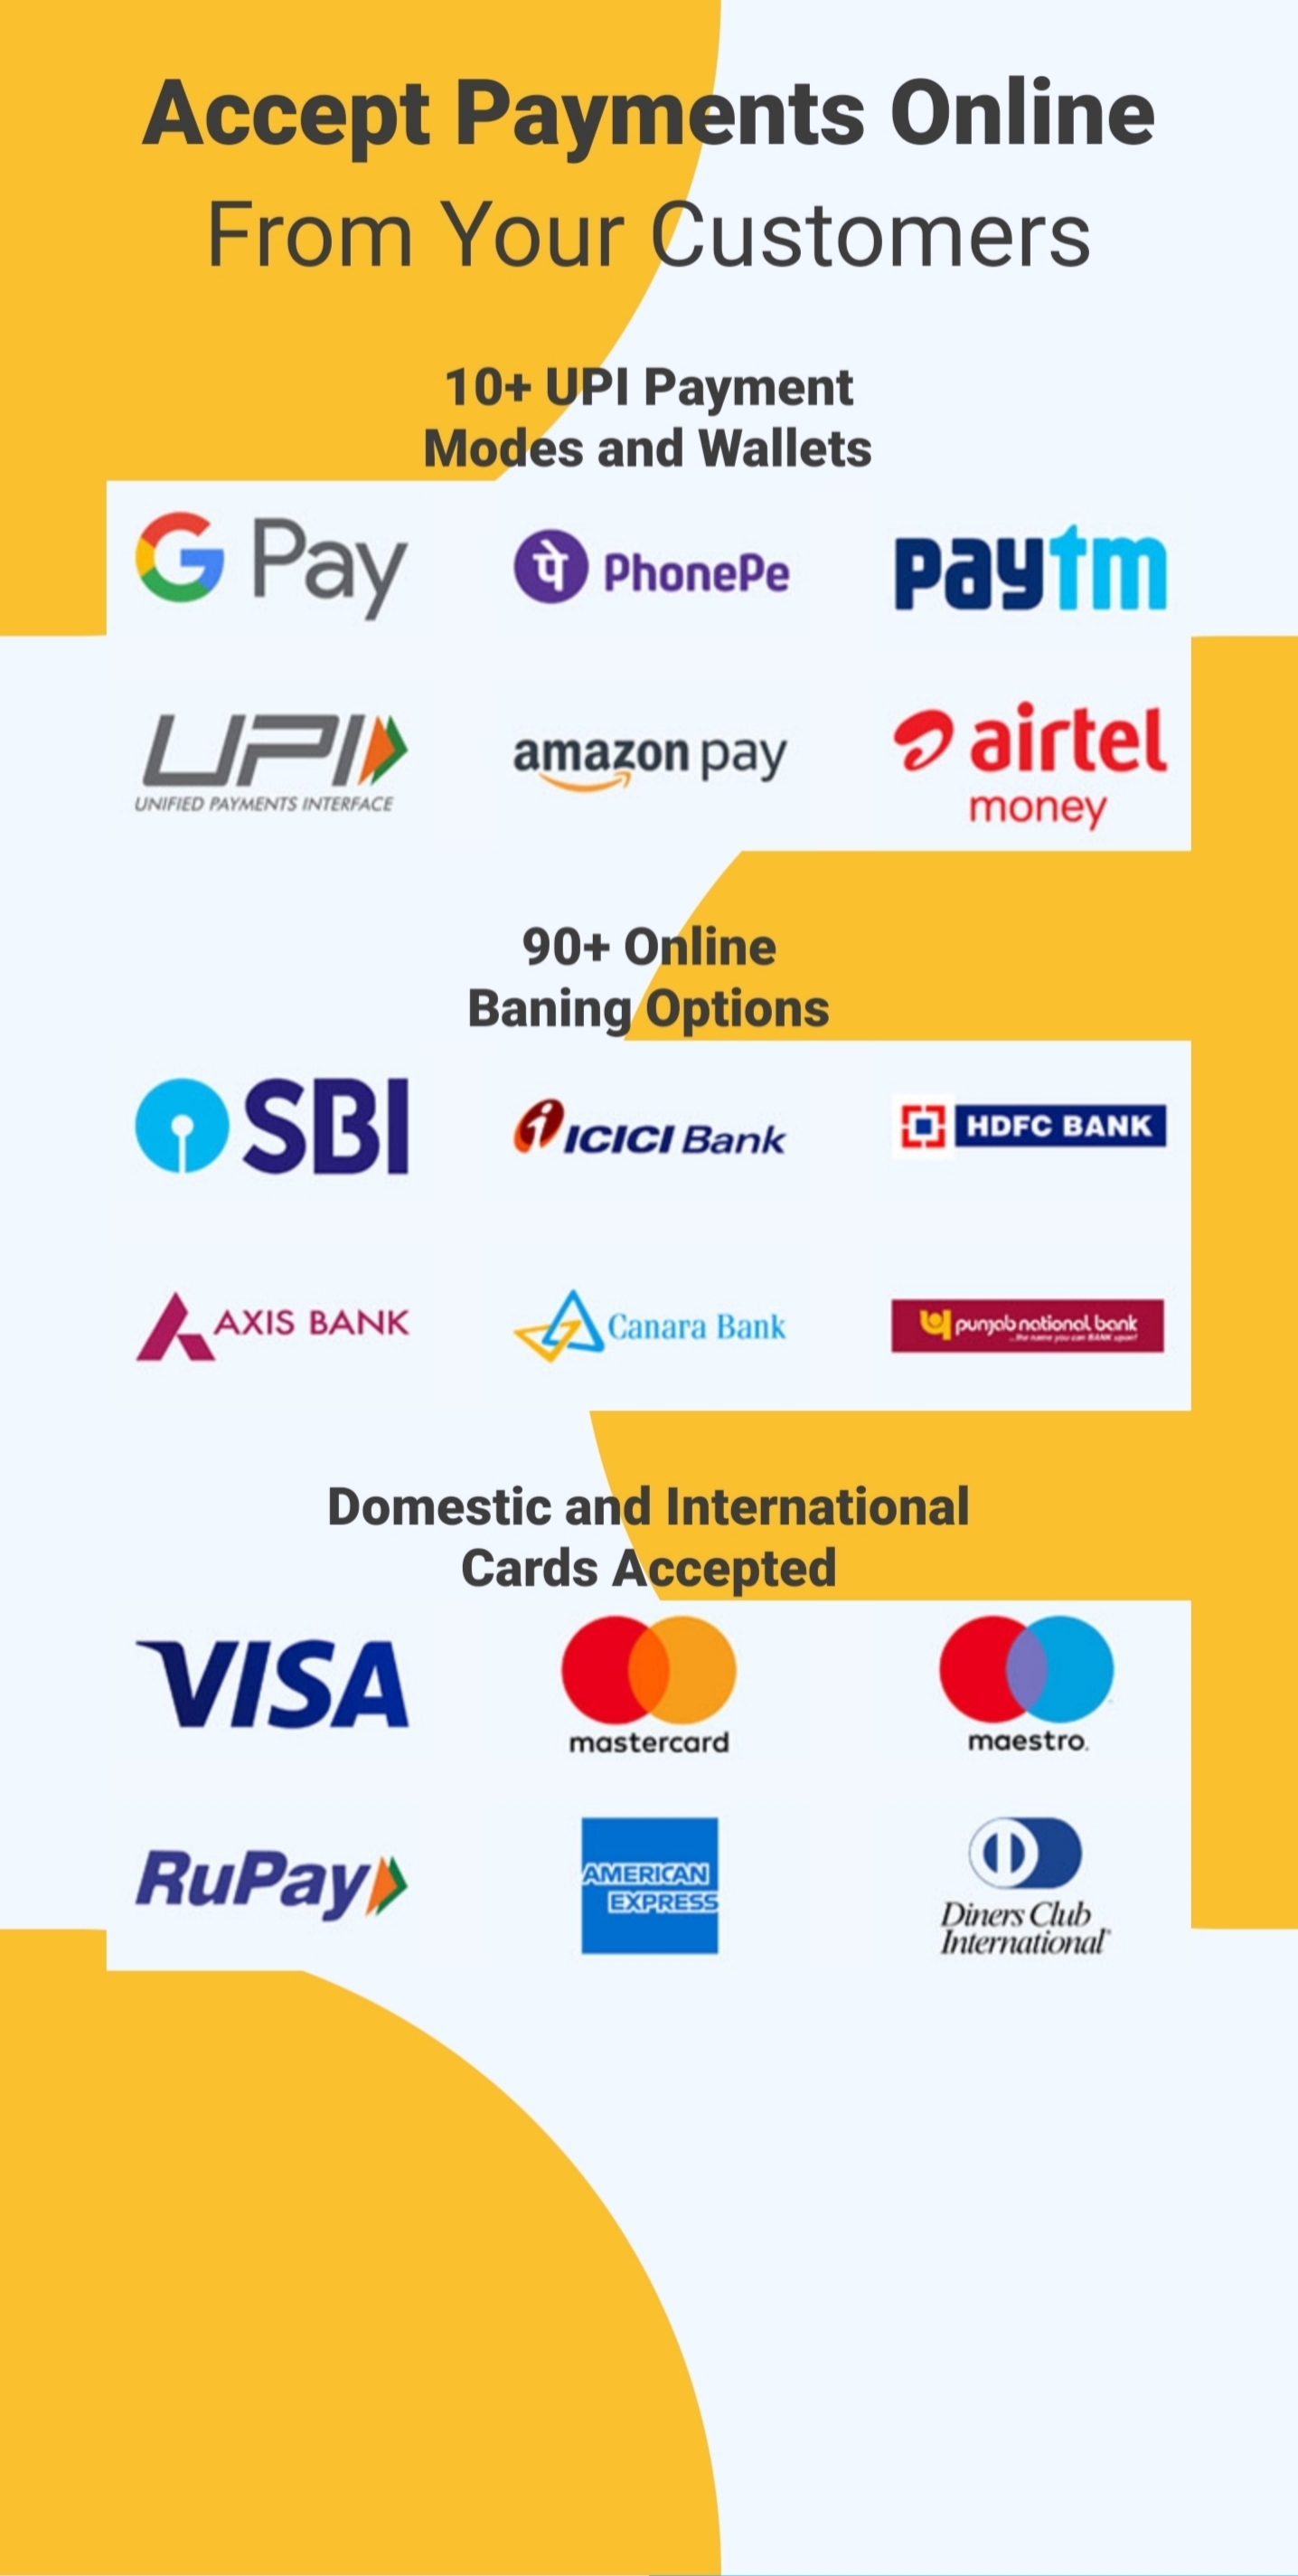 Accept Payments Online
From Your Customers
10+ UPI Payment
Modes and Wallets
G Pay
पे PhonePe
paytm
UPI
UNIFIED PAYMENTS INTERFACE
amazon pay
airtel
money
90+ Online
Baning Options
SBI
ICICI Bank
HDFC BANK
AXIS BANK
Canara Bank
punjab national bank
...the name you can BANK upon!
Domestic and International
Cards Accepted
VISA
mastercard
maestro.
RuPay
AMERICAN
EXPRESS
Diners Club
International®